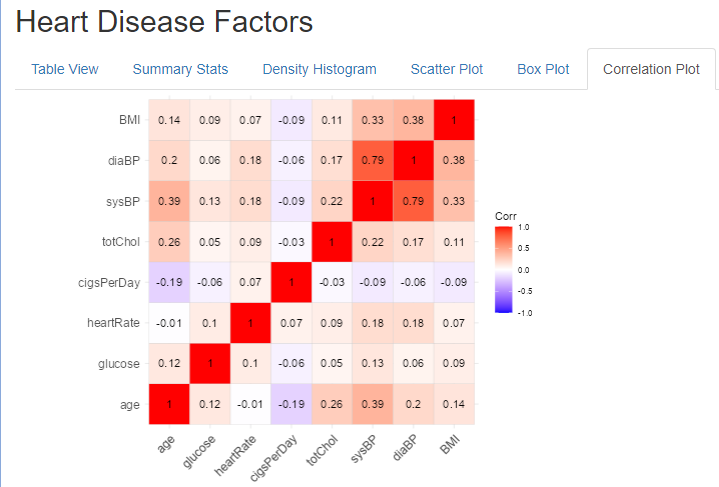 Heart Disease Factors
Table View Summary Stats Density Histogram Scatter Plot Box Plot Correlation Plot
BMI 0.14 0.09 0.07 -0.09 0.11 0.33 0.38 1
diaBP 0.2 0.06 0.18 -0.06 0.17 0.79 1 0.38
sysBP 0.39 0.13 0.18 -0.09 0.22 1 0.79 0.33
totChol 0.26 0.05 0.09 -0.03 1 0.22 0.17 0.11
cigsPerDay -0.19 -0.06 0.07 1 -0.03 -0.09 -0.06 -0.09
heartRate -0.01 0.1 1 0.07 0.09 0.18 0.18 0.07
glucose 0.12 1 0.1 -0.06 0.05 0.13 0.06 0.09
age 1 0.12 -0.01 -0.19 0.26 0.39 0.2 0.14
age glucose heartRate cigsPerDay totChol sysBP diaBP BMI
Corr
1.0
0.5
0.0
-0.5
-1.0